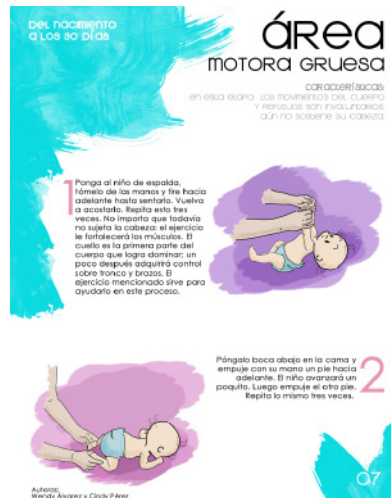 DEL NACIMIENTO
A LOS 30 DÍAS
área
MOTORA GRUESA
CARACTERÍSTICAS:
EN ESTA ETAPA LOS MOVIMIENTOS DEL CUERPO
Y REFLEJOS SON INVOLUNTARIOS
AÚN NO SOSTIENE SU CABEZA.
1
Ponga al niño de espalda,
tómelo de las manos y tire hacia
adelante hasta sentarlo. Vuelva
a acostarlo. Repita esto tres
veces. No importa que todavía
no sujeta la cabeza: el ejercicio
le fortalecerá los músculos. El
cuello es la primera parte del
cuerpo que logra dominar; un
poco después adquirirá control
sobre tronco y brazos. El
ejercicio mencionado sirve para
ayudarlo en este proceso.
Póngalo boca abajo en la cama y
empuje con su mano un pie hacia
adelante. El niño avanzará un
poquito. Luego empuje el otro pie.
Repita lo mismo tres veces.
2
Autoras:
Wendy Álvarez y Cindy Pérez
07